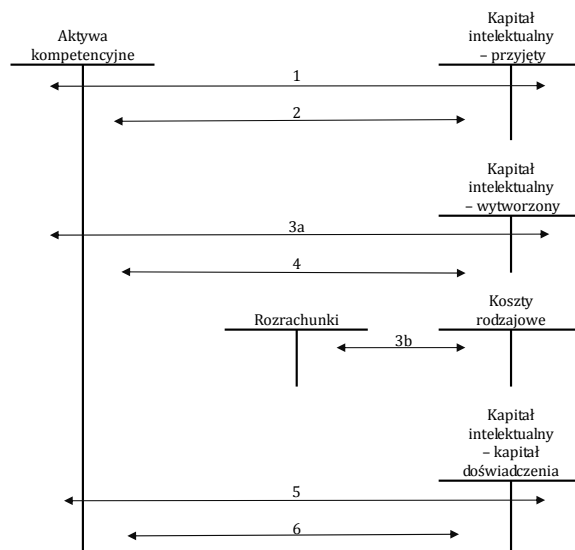 Aktywa
kompetencyjne
Kapitał
intelektualny
– przyjęty
1
2
Kapitał
intelektualny
– wytworzony
3a
4
Rozrachunki
Koszty
rodzajowe
3b
Kapitał
intelektualny
– kapitał
doświadczenia
5
6